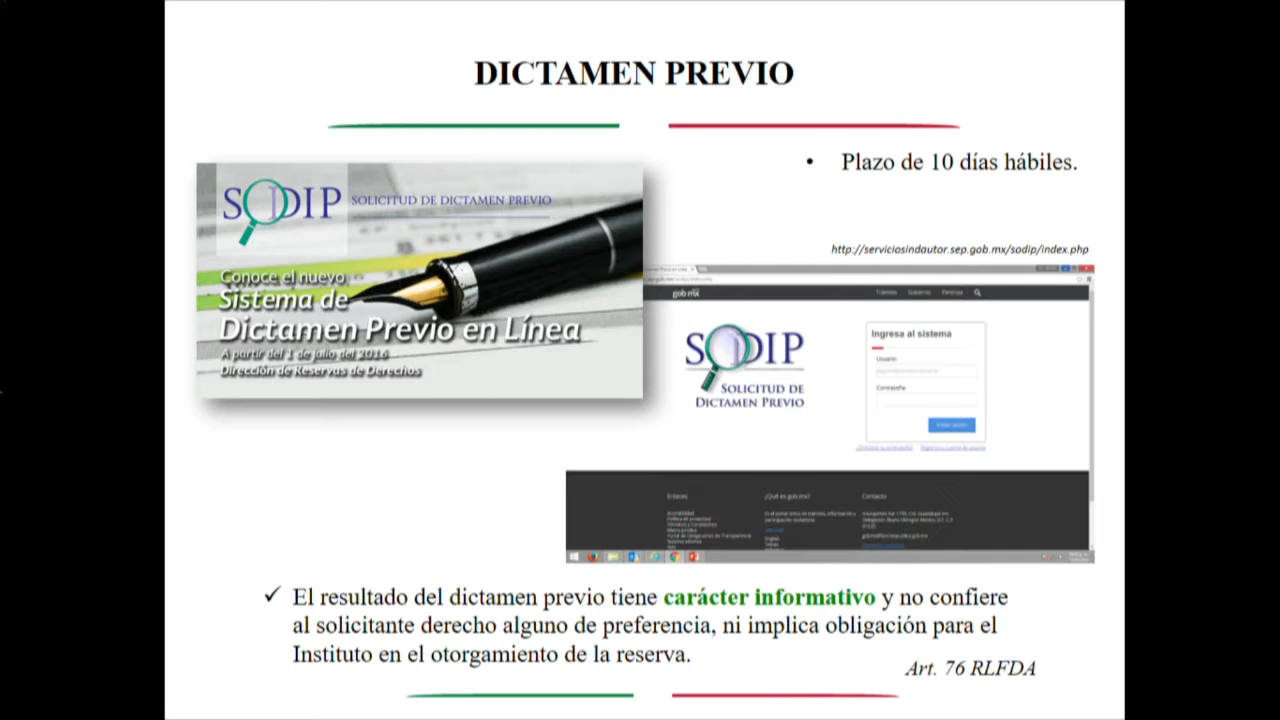 DICTAMEN PREVIO
• Plazo de 10 días hábiles.
SODIP SOLICITUD DE DICTAMEN PREVIO
Conoce el nuevo
Sistema de
Dictamen Previo en Línea
A partir del 1 de julio del 2016
Dirección de Reservas de Derechos
http://serviciosindautor.sep.gob.mx/sodip/index.php
gob mx
Trámites Gobierno Participa
SODIP
SOLICITUD DE
DICTAMEN PREVIO
Ingresa al sistema
Usuario
Contraseña
Iniciar sesión
Enlaces
¿Qué es gob.mx?
Contacto
✓ El resultado del dictamen previo tiene carácter informativo y no confiere
al solicitante derecho alguno de preferencia, ni implica obligación para el
Instituto en el otorgamiento de la reserva.
Art. 76 RLFDA